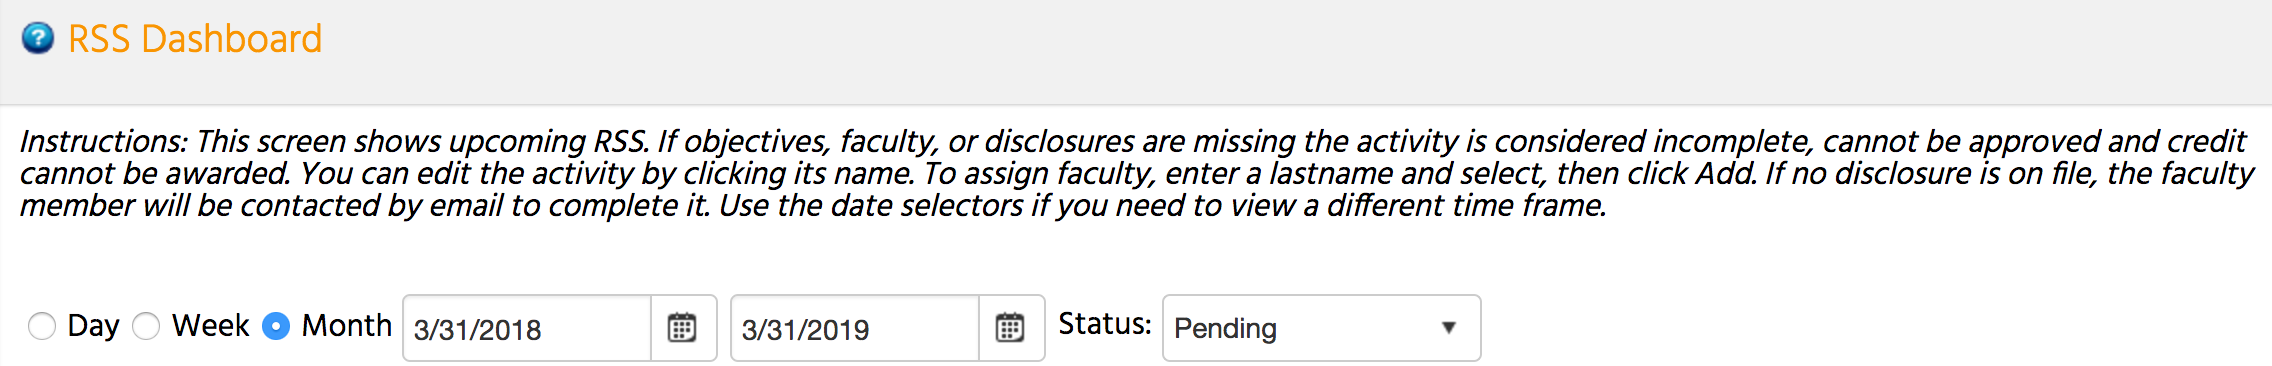 RSS Dashboard
Instructions: This screen shows upcoming RSS. If objectives, faculty, or disclosures are missing the activity is considered incomplete, cannot be approved and credit
cannot be awarded. You can edit the activity by clicking its name. To assign faculty, enter a lastname and select, then click Add. If no disclosure is on file, the faculty
member will be contacted by email to complete it. Use the date selectors if you need to view a different time frame.
Day Week Month 3/31/2018 3/31/2019 Status: Pending